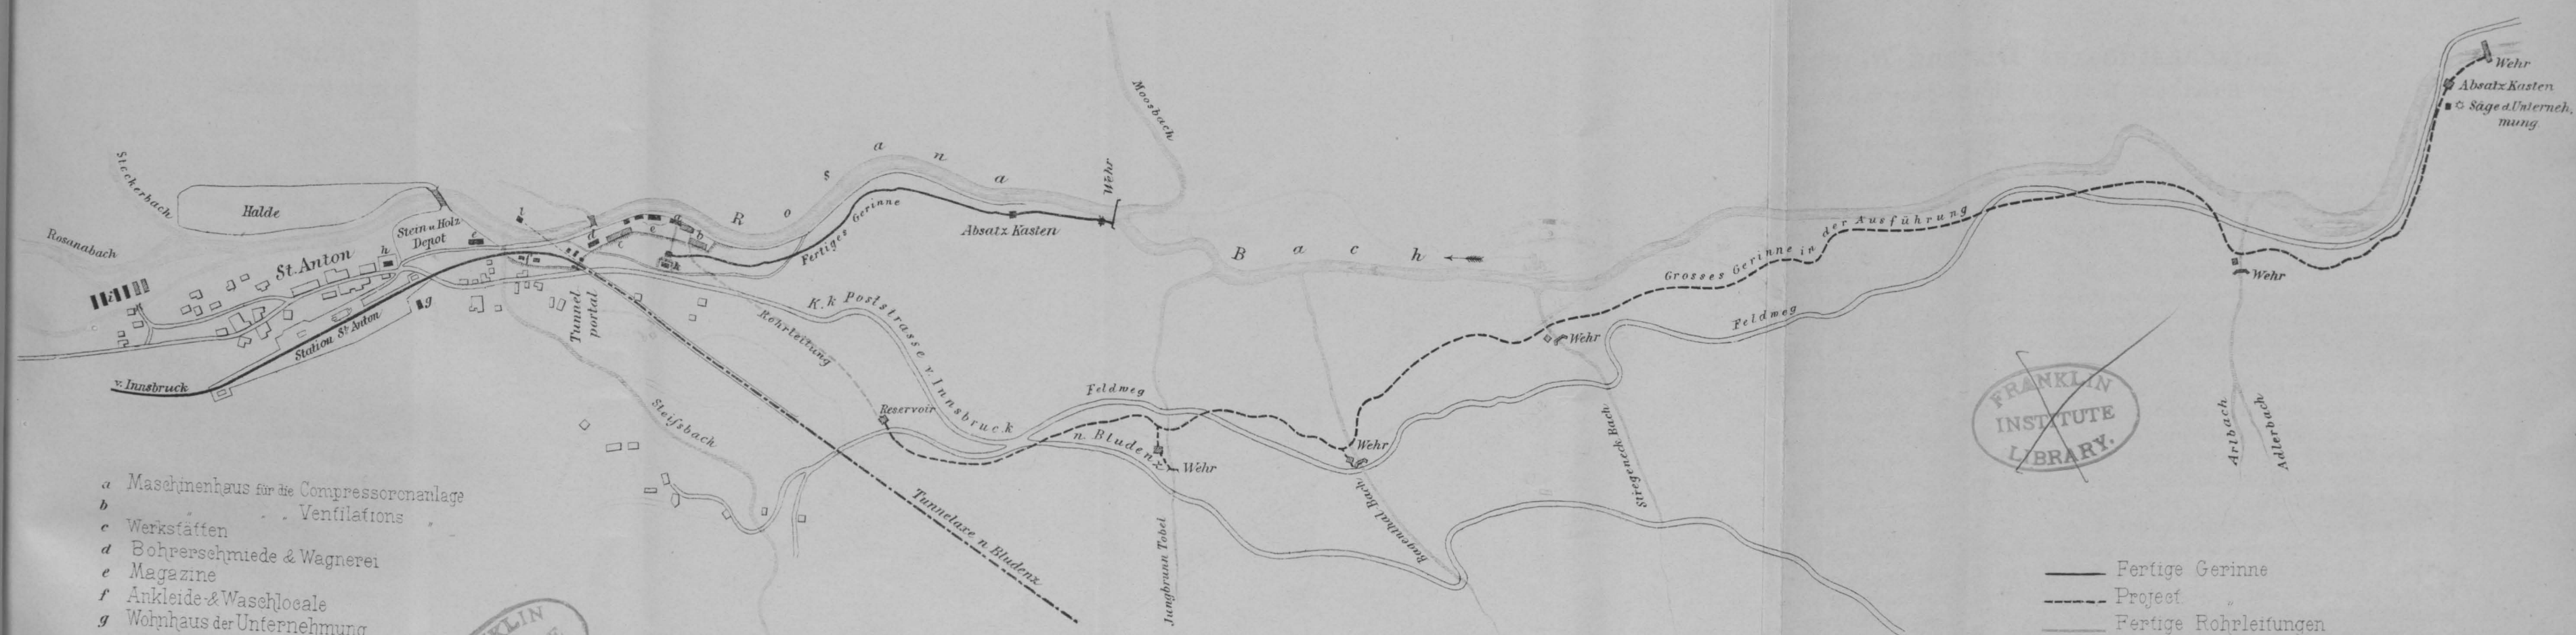 Stockerbach
Rosanabach
Halde
Stein u. Holz
Depot
St. Anton
h
i
e
g
f
l
d
c
e
a
b
k
Station St. Anton
v. Innsbruck
Tunnel
portal
Steifsbach
Rohrleitung
Reservoir
K.k Poststrasse v. Innsbruck
n. Bludenz
Tunnelaxe n Bludenz
Rosana Bach
Fertiges Gerinne
Absatz Kasten
Wehr
Moosbach
Feldweg
Wehr
Jungbrunn Tobel
Wehr
Wehr
Stregeneck Bach
Grosses Gerinne in der Ausführung
Feldweg
Wehr
Arlbach
Adlerbach
Wehr
Absatz Kasten
Säge d. Unterneh.
mung
FRANKLIN
INSTITUTE
LIBRARY.
a Maschinenhaus für die Compressorenanlage
b " . . Ventilations "
c Werkstätten
d Bohrerschmiede & Wagnerei
e Magazine
f Ankleide-& Waschlocale
g Wohnhaus der Unternehmung
Fertige Gerinne
Project. "
Fertige Rohrleitungen